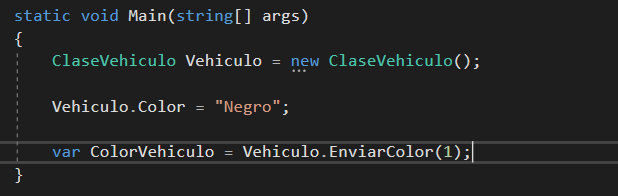 static void Main(string[] args)
{
ClaseVehiculo Vehiculo = new ClaseVehiculo();
Vehiculo.Color = "Negro";
var ColorVehiculo = Vehiculo.EnviarColor(1);
}